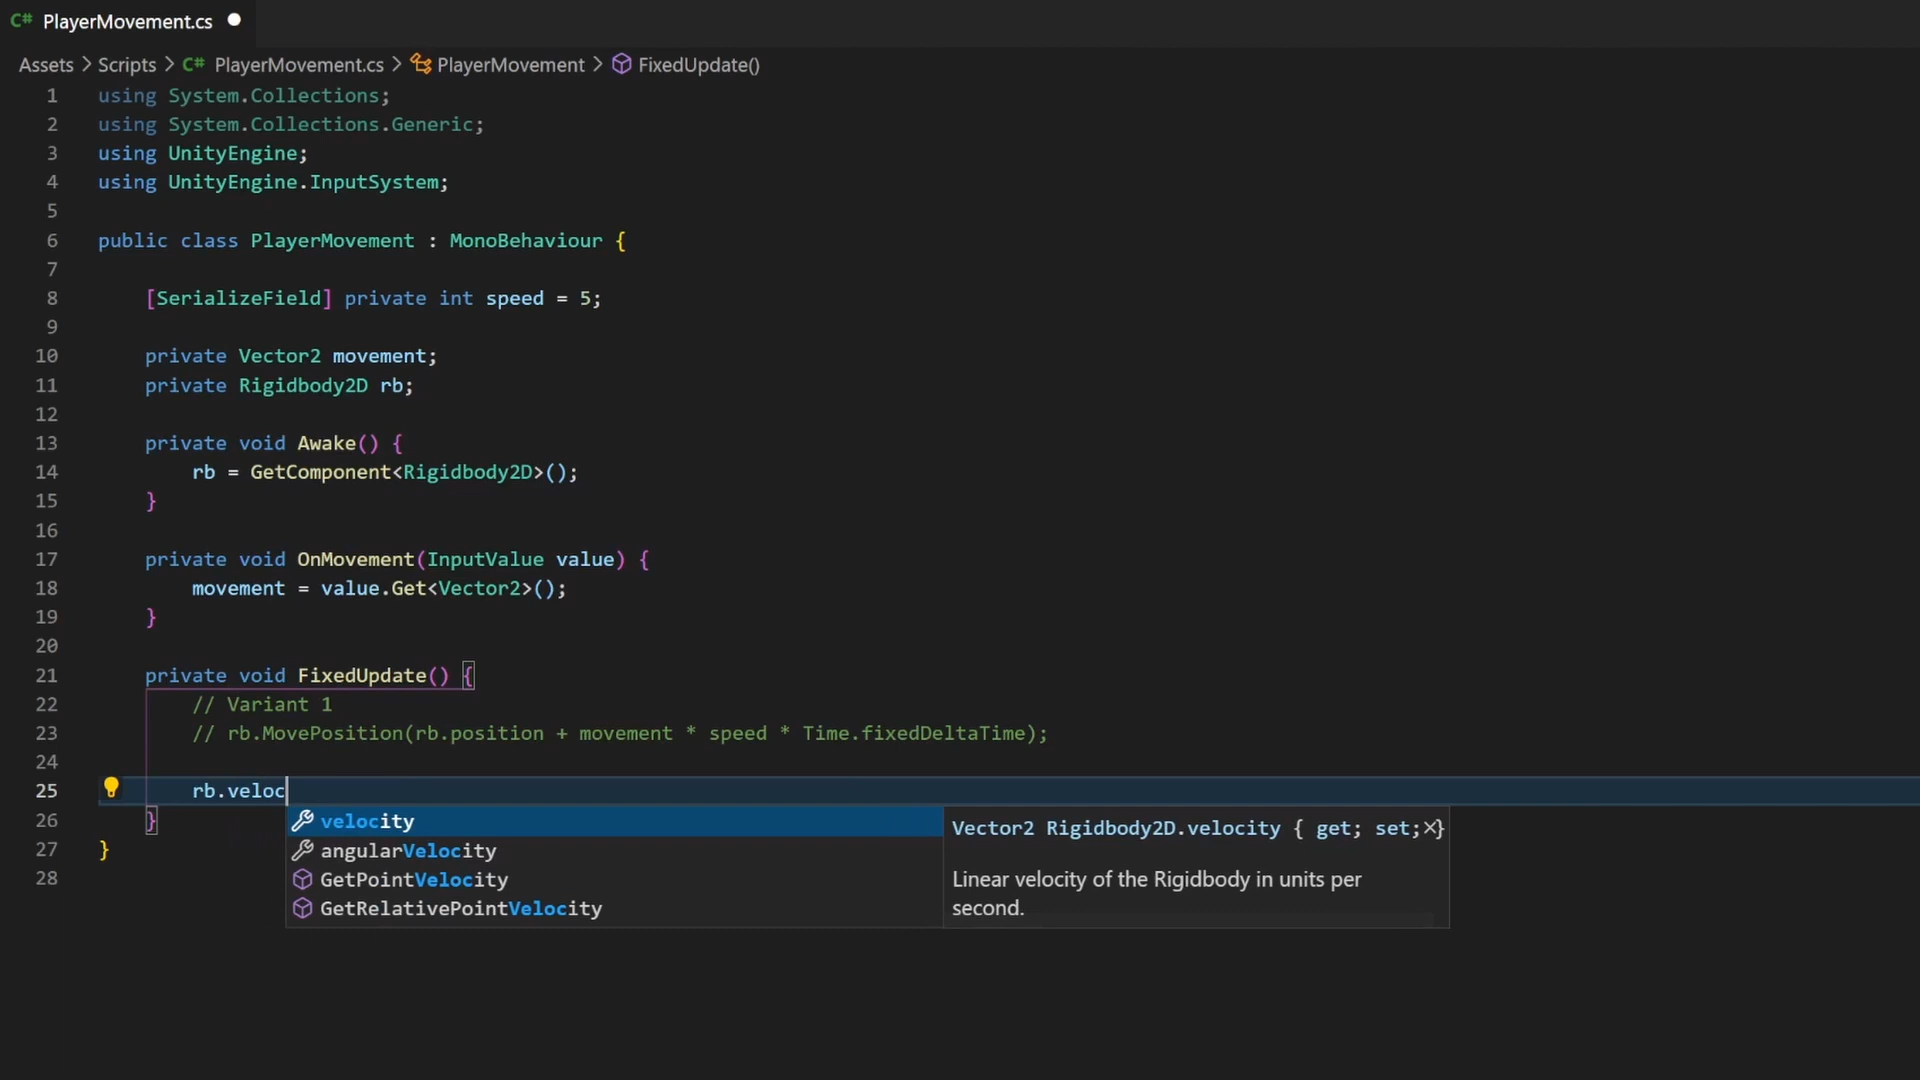 C# PlayerMovement.cs
Assets > Scripts > C# PlayerMovement.cs > PlayerMovement > FixedUpdate()
1 using System.Collections;
2 using System.Collections.Generic;
3 using UnityEngine;
4 using UnityEngine.InputSystem;
5
6 public class PlayerMovement : MonoBehaviour {
7
8 [SerializeField] private int speed = 5;
9
10 private Vector2 movement;
11 private Rigidbody2D rb;
12
13 private void Awake() {
14 rb = GetComponent<Rigidbody2D>();
15 }
16
17 private void OnMovement(InputValue value) {
18 movement = value.Get<Vector2>();
19 }
20
21 private void FixedUpdate() {
22 // Variant 1
23 // rb.MovePosition(rb.position + movement * speed * Time.fixedDeltaTime);
24
25 rb.veloc
26 }
27 }
28
velocity
angularVelocity
GetPointVelocity
GetRelativePointVelocity
Vector2 Rigidbody2D.velocity { get; set; }
Linear velocity of the Rigidbody in units per
second.